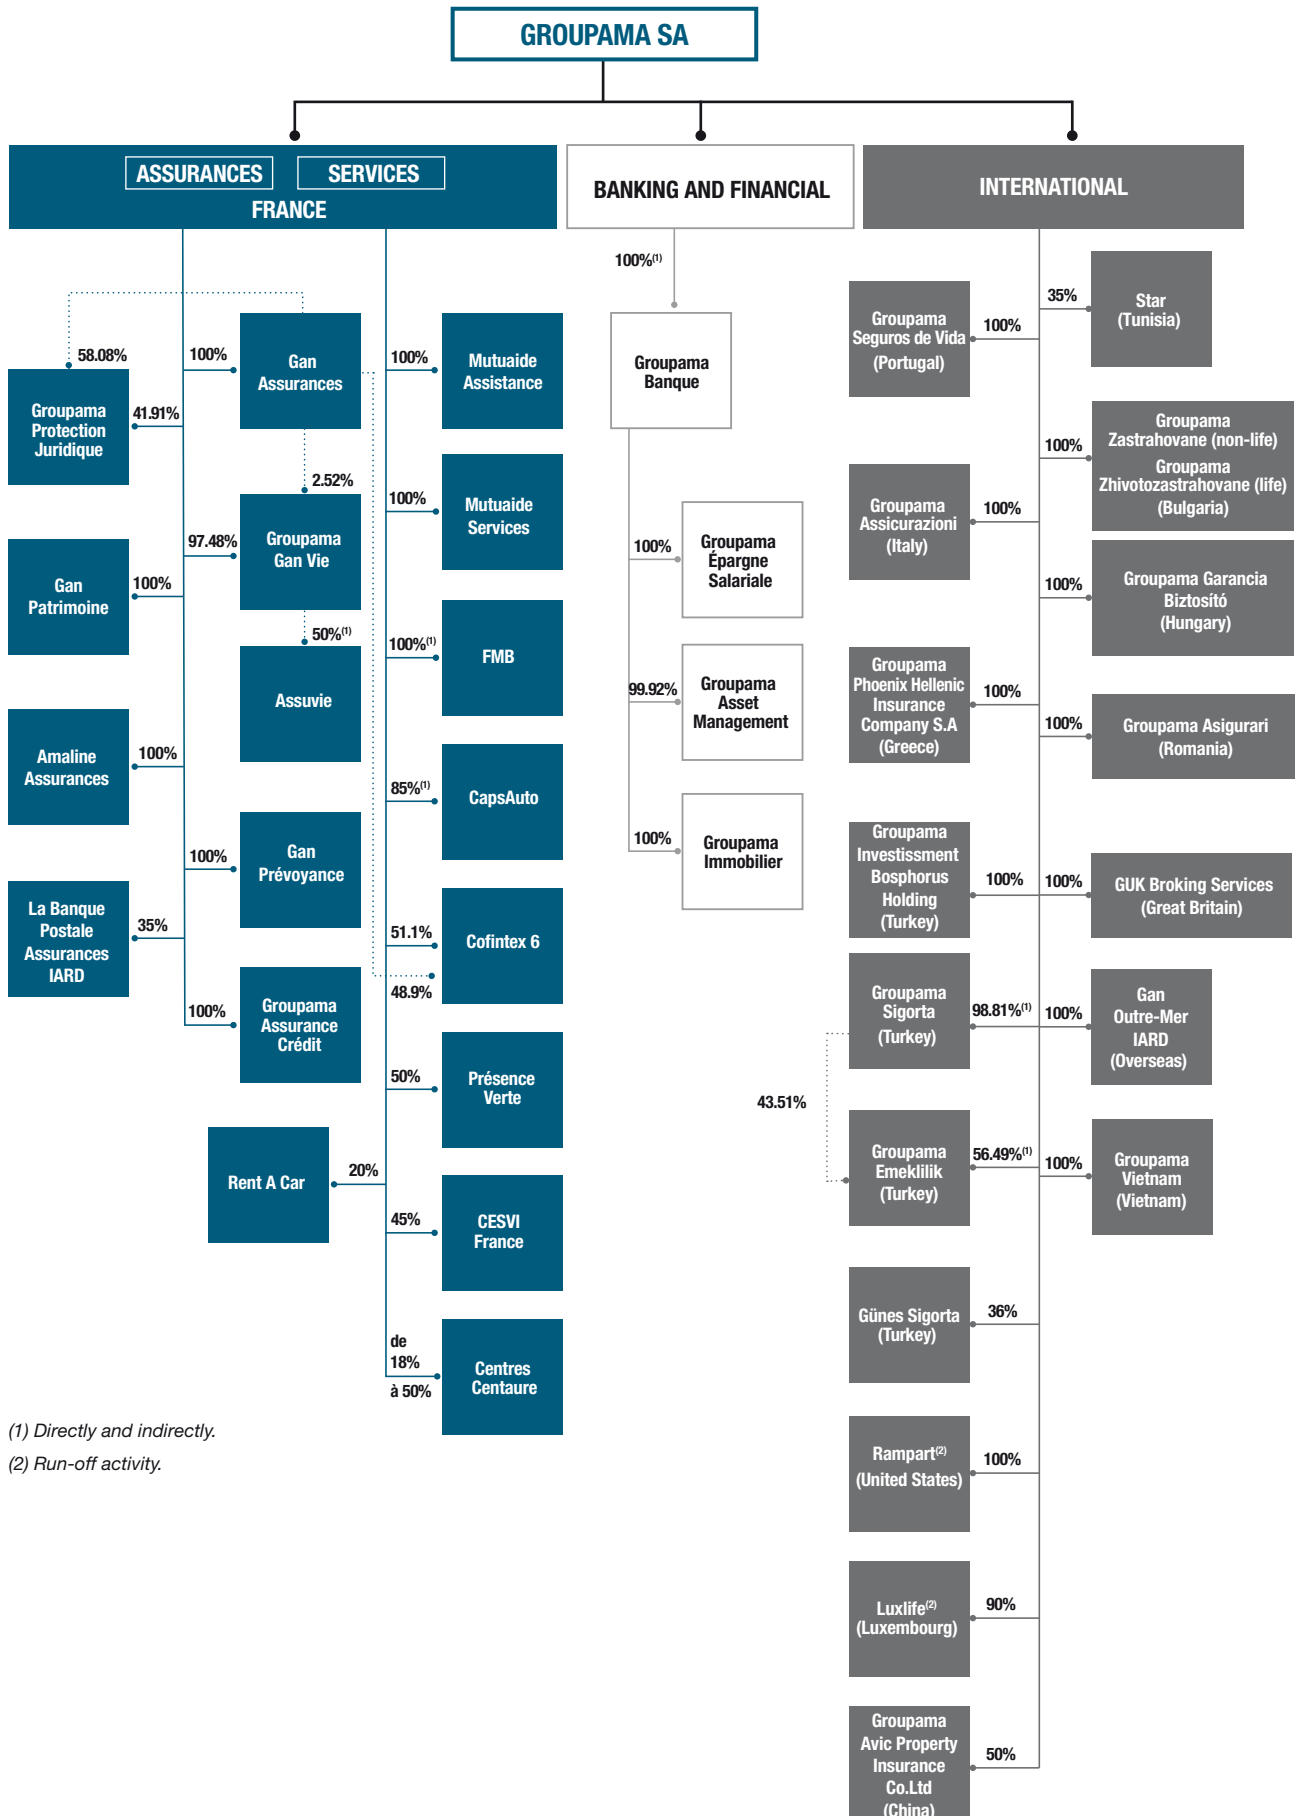 GROUPAMA SA
ASSURANCES
SERVICES
FRANCE
58.08%
Groupama
Protection
Juridique
41.91%
100%
Gan
Assurances
2.52%
97.48%
Groupama
Gan Vie
50%(1)
Assuvie
Gan
Patrimoine
100%
Amaline
Assurances
100%
100%
Gan
Prévoyance
La Banque
Postale
Assurances
IARD
35%
100%
Groupama
Assurance
Crédit
100%
Mutuaide
Assistance
100%
Mutuaide
Services
100%(1)
FMB
85%(1)
CapsAuto
51.1%
48.9%
Cofintex 6
50%
Présence
Verte
Rent A Car
20%
45%
CESVI
France
de
18%
à 50%
Centres
Centaure
BANKING AND FINANCIAL
100%(1)
Groupama
Banque
100%
Groupama
Épargne
Salariale
99.92%
Groupama
Asset
Management
100%
Groupama
Immobilier
INTERNATIONAL
Groupama
Seguros de Vida
(Portugal)
100%
35%
Star
(Tunisia)
100%
Groupama
Zastrahovane (non-life)
Groupama
Zhivotozastrahovane (life)
(Bulgaria)
Groupama
Assicurazioni
(Italy)
100%
100%
Groupama Garancia
Biztosító
(Hungary)
Groupama
Phoenix Hellenic
Insurance
Company S.A
(Greece)
100%
100%
Groupama Asigurari
(Romania)
Groupama
Investissment
Bosphorus
Holding
(Turkey)
100%
100%
GUK Broking Services
(Great Britain)
Groupama
Sigorta
(Turkey)
98.81%(1)
100%
Gan
Outre-Mer
IARD
(Overseas)
43.51%
Groupama
Emeklilik
(Turkey)
56.49%(1)
100%
Groupama
Vietnam
(Vietnam)
Günes Sigorta
(Turkey)
36%
Rampart(2)
(United States)
100%
Luxlife(2)
(Luxembourg)
90%
Groupama
Avic Property
Insurance
Co.Ltd
(China)
50%
(1) Directly and indirectly.
(2) Run-off activity.